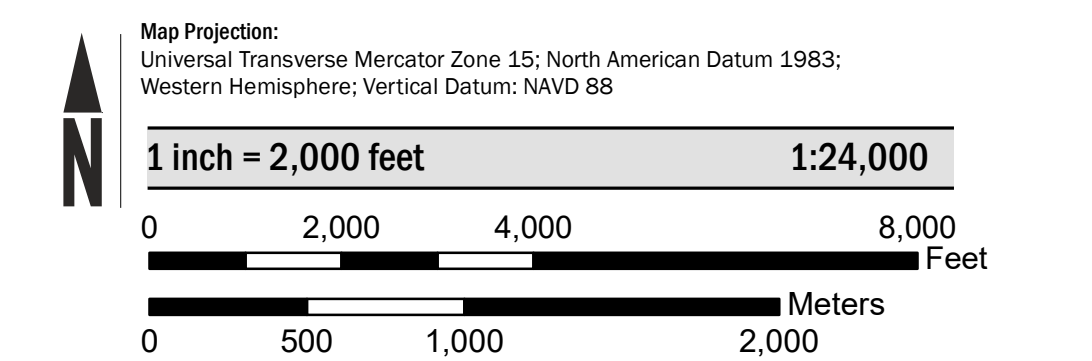 Map Projection:
Universal Transverse Mercator Zone 15; North American Datum 1983;
Western Hemisphere; Vertical Datum: NAVD 88
N
1 inch = 2,000 feet 1:24,000
0 2,000 4,000 8,000
Feet
Meters
0 500 1,000 2,000